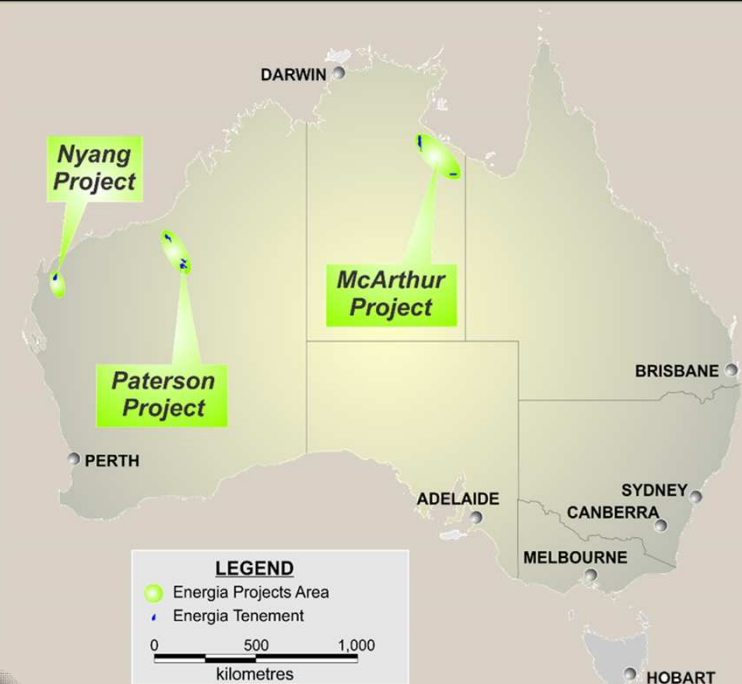 DARWIN
Nyang
Project
McArthur
Project
Paterson
Project
BRISBANE
PERTH
SYDNEY
ADELAIDE
CANBERRA
MELBOURNE
LEGEND
Energia Projects Area
Energia Tenement
0 500 1,000
kilometres
HOBART